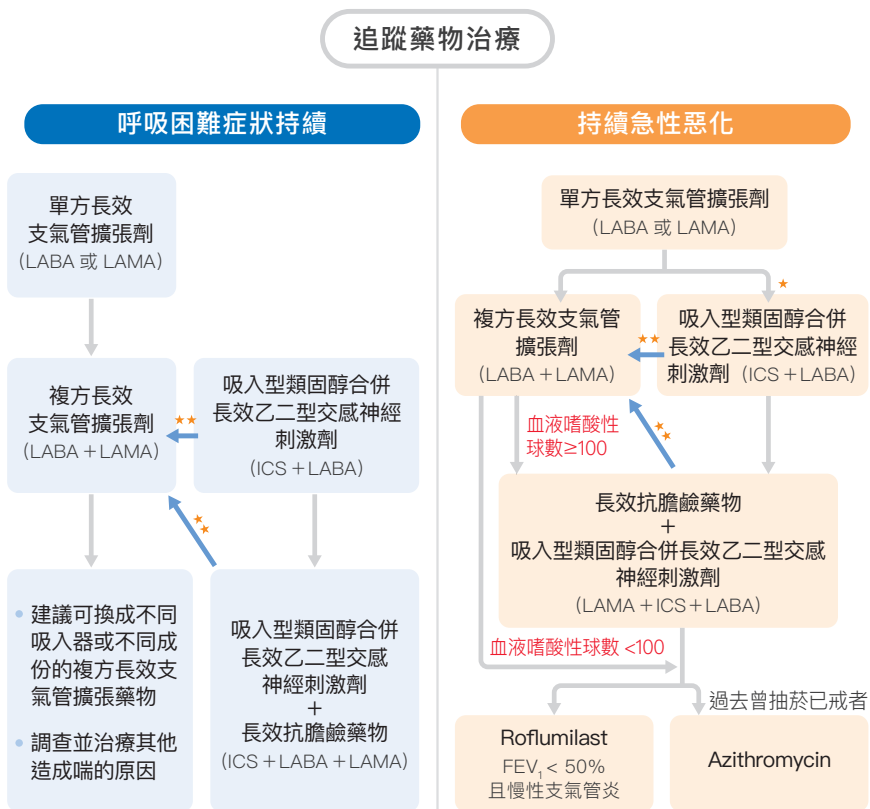 追蹤藥物治療
呼吸困難症狀持續
單方長效
支氣管擴張劑
(LABA 或 LAMA)
複方長效
支氣管擴張劑
(LABA+LAMA)
★★
吸入型類固醇合併
長效乙二型交感神經
刺激劑
(ICS+LABA)
★★
• 建議可換成不同
吸入器或不同成
份的複方長效支
氣管擴張藥物
• 調查並治療其他
造成喘的原因
吸入型類固醇合併
長效乙二型交感
神經刺激劑
+
長效抗膽鹼藥物
(ICS+LABA+LAMA)
持續急性惡化
單方長效支氣管擴張劑
(LABA 或 LAMA)
★
複方長效支氣管
擴張劑
(LABA+LAMA)
★★
吸入型類固醇合併
長效乙二型交感神經
刺激劑 (ICS+LABA)
血液嗜酸性
球數≥100
★★
長效抗膽鹼藥物
+
吸入型類固醇合併長效乙二型交感
神經刺激劑
(LAMA+ICS+LABA)
血液嗜酸性球數 <100
過去曾抽菸已戒者
Roflumilast
FEV₁ < 50%
且慢性支氣管炎
Azithromycin